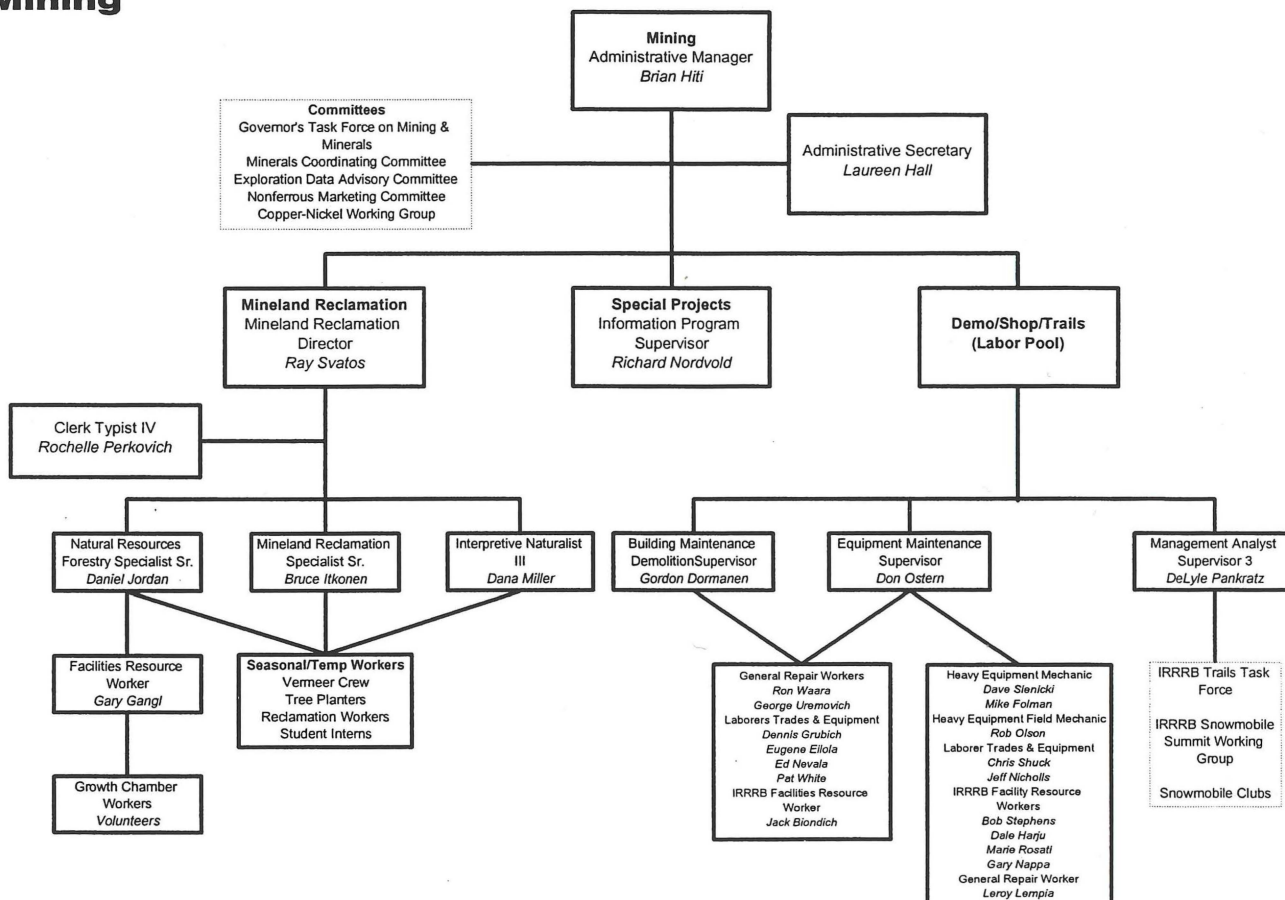 Mining
Mining
Administrative Manager
Brian Hiti
Committees
Governor's Task Force on Mining &
Minerals
Minerals Coordinating Committee
Exploration Data Advisory Committee
Nonferrous Marketing Committee
Copper-Nickel Working Group
Administrative Secretary
Laureen Hall
Mineland Reclamation
Mineland Reclamation
Director
Ray Svatos
Special Projects
Information Program
Supervisor
Richard Nordvold
Demo/Shop/Trails
(Labor Pool)
Clerk Typist IV
Rochelle Perkovich
Natural Resources
Forestry Specialist Sr.
Daniel Jordan
Mineland Reclamation
Specialist Sr.
Bruce Itkonen
Interpretive Naturalist
III
Dana Miller
Building Maintenance
DemolitionSupervisor
Gordon Dormanen
Equipment Maintenance
Supervisor
Don Ostern
Management Analyst
Supervisor 3
DeLyle Pankratz
Facilities Resource
Worker
Gary Gangl
Seasonal/Temp Workers
Vermeer Crew
Tree Planters
Reclamation Workers
Student Interns
Growth Chamber
Workers
Volunteers
General Repair Workers
Ron Waara
George Uremovich
Laborers Trades & Equipment
Dennis Grubich
Eugene Eilola
Ed Nevala
Pat White
IRRRB Facilities Resource
Worker
Jack Biondich
Heavy Equipment Mechanic
Dave Slenicki
Mike Folman
Heavy Equipment Field Mechanic
Rob Olson
Laborer Trades & Equipment
Chris Shuck
Jeff Nicholls
IRRRB Facility Resource
Workers
Bob Stephens
Dale Harju
Marie Rosati
Gary Nappa
General Repair Worker
Leroy Lempia
IRRRB Trails Task
Force
IRRRB Snowmobile
Summit Working
Group
Snowmobile Clubs